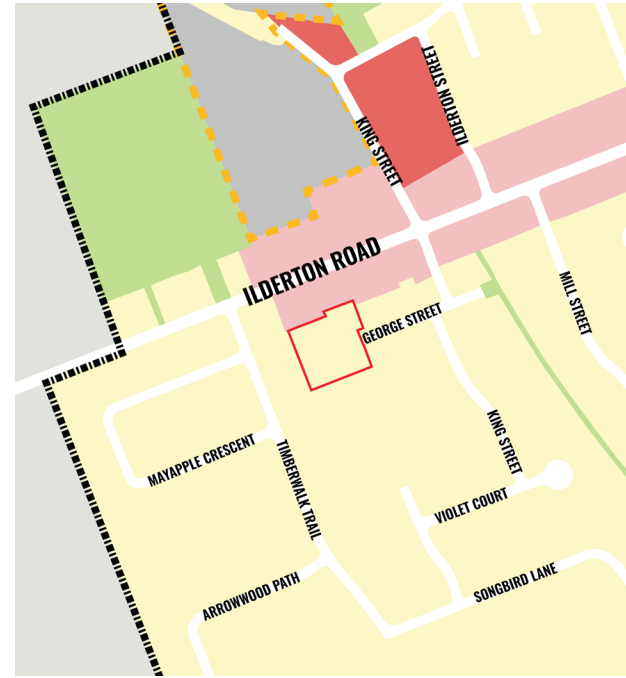 ILDERTON STREET
KING STREET
ILDERTON ROAD
GEORGE STREET
MILL STREET
MAYAPPLE CRESCENT
TIMBERWALK TRAIL
KING STREET
VIOLET COURT
ARROWWOOD PATH
SONGBIRD LANE